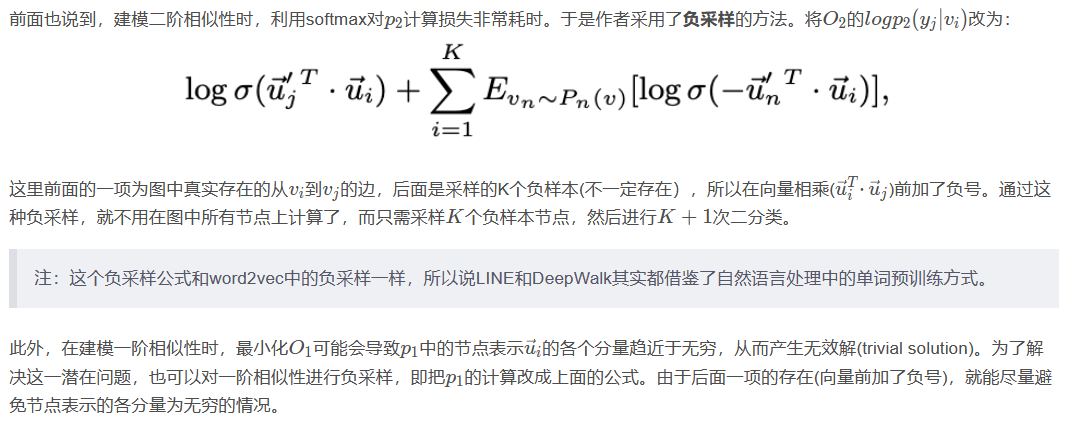 前面也说到，建模二阶相似性时，利用softmax对$p_2$计算损失非常耗时。于是作者采用了负采样的方法。将$O_2$的$logp_2(y_j|v_i)$改为：
$$\log \sigma(\vec{u}_j^{\prime T} \cdot \vec{u}_i) + \sum_{i=1}^{K} E_{v_n \sim P_n(v)}[\log \sigma(-\vec{u}_n^{\prime T} \cdot \vec{u}_i)],$$
这里前面的一项为图中真实存在的从$v_i$到$v_j$的边，后面是采样的K个负样本(不一定存在），所以在向量相乘($\vec{u}_i^T \cdot \vec{u}_j$)前加了负号。通过这
种负采样，就不用在图中所有节点上计算了，而只需采样$K$个负样本节点，然后进行$K+1$次二分类。
注：这个负采样公式和word2vec中的负采样一样，所以说LINE和DeepWalk其实都借鉴了自然语言处理中的单词预训练方式。
此外，在建模一阶相似性时，最小化$O_1$可能会导致$p_1$中的节点表示$\vec{u}_i$的各个分量趋近于无穷，从而产生无效解(trivial solution)。为了解
决这一潜在问题，也可以对一阶相似性进行负采样，即把$p_1$的计算改成上面的公式。由于后面一项的存在(向量前加了负号)，就能尽量避
免节点表示的各分量为无穷的情况。